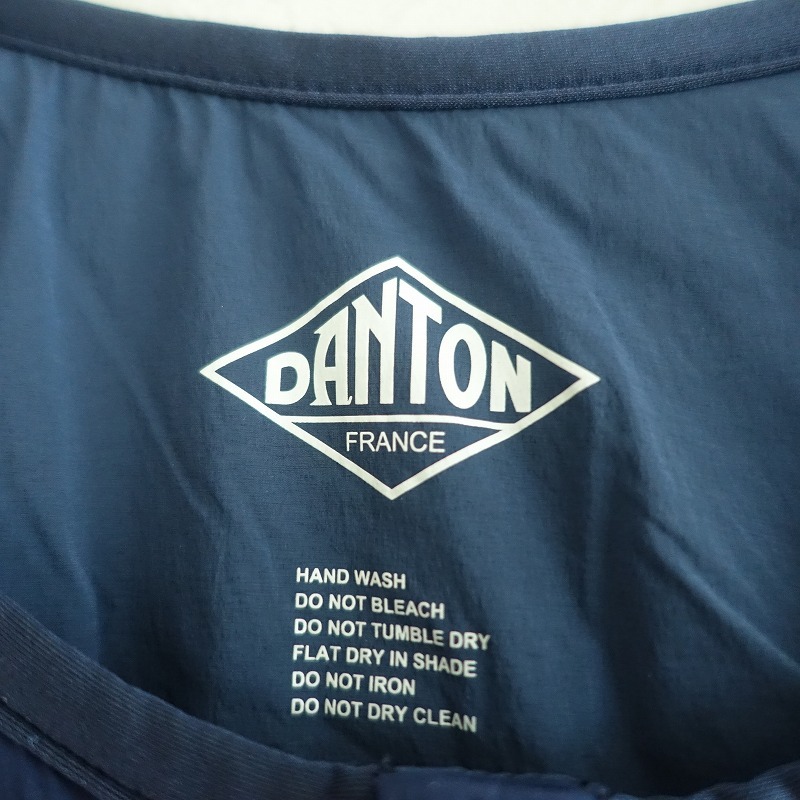 DANTON
FRANCE
HAND WASH
DO NOT BLEACH
DO NOT TUMBLE DRY
FLAT DRY IN SHADE
DO NOT IRON
DO NOT DRY CLEAN